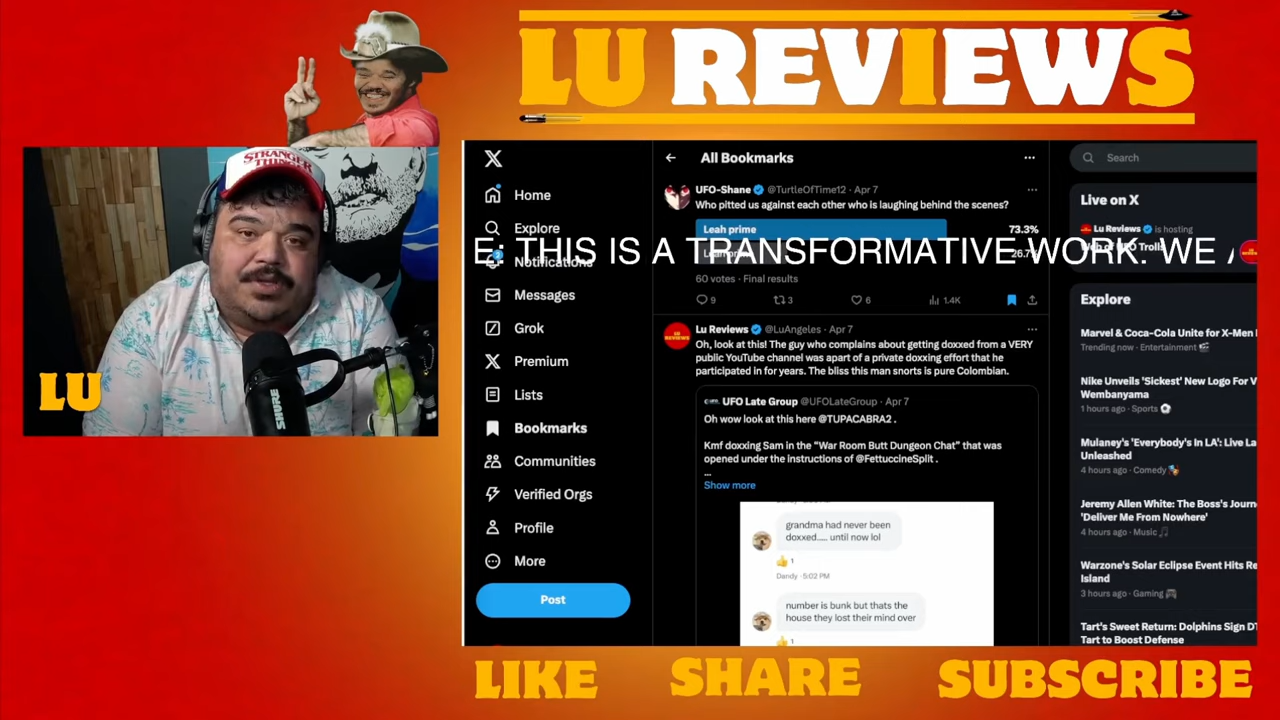 LU REVIEWS
STRANGER THINGS
LU
SHURE
X
Home
Explore
Notifications
Messages
Grok
Premium
Lists
Bookmarks
Communities
Verified Orgs
Profile
More
Post
All Bookmarks
UFO-Shane @TurtleOfTime12 · Apr 7
Who pitted us against each other who is laughing behind the scenes?
Leah prime 73.3%
E: THIS IS A TRANSFORMATIVE WORK. WE
60 votes · Final results
9 3 6 1.4K
Lu Reviews @LuAngeles · Apr 7
Oh, look at this! The guy who complains about getting doxxed from a VERY
public YouTube channel was apart of a private doxxing effort that he
participated in for years. The bliss this man snorts is pure Colombian.
UFO Late Group @UFOLateGroup · Apr 7
Oh wow look at this here @TUPACABRA2 .
Kmf doxxing Sam in the “War Room Butt Dungeon Chat” that was
opened under the instructions of @FettuccineSplit .
...
Show more
grandma had never been
doxxed..... until now lol
1
Dandy · 5:02 PM
number is bunk but thats the
house they lost their mind over
1
Search
Live on X
Lu Reviews is hosting
Explore
Marvel & Coca-Cola Unite for X-Men
Trending now · Entertainment
Nike Unveils 'Sickest' New Logo For V
Wembanyama
1 hours ago · Sports
Mulaney's 'Everybody's In LA': Live La
Unleashed
4 hours ago · Comedy
Jeremy Allen White: The Boss's Journ
'Deliver Me From Nowhere'
4 hours ago · Music
Warzone's Solar Eclipse Event Hits Re
Island
3 hours ago · Gaming
Tart's Sweet Return: Dolphins Sign DT
Tart to Boost Defense
LIKE SHARE SUBSCRIBE